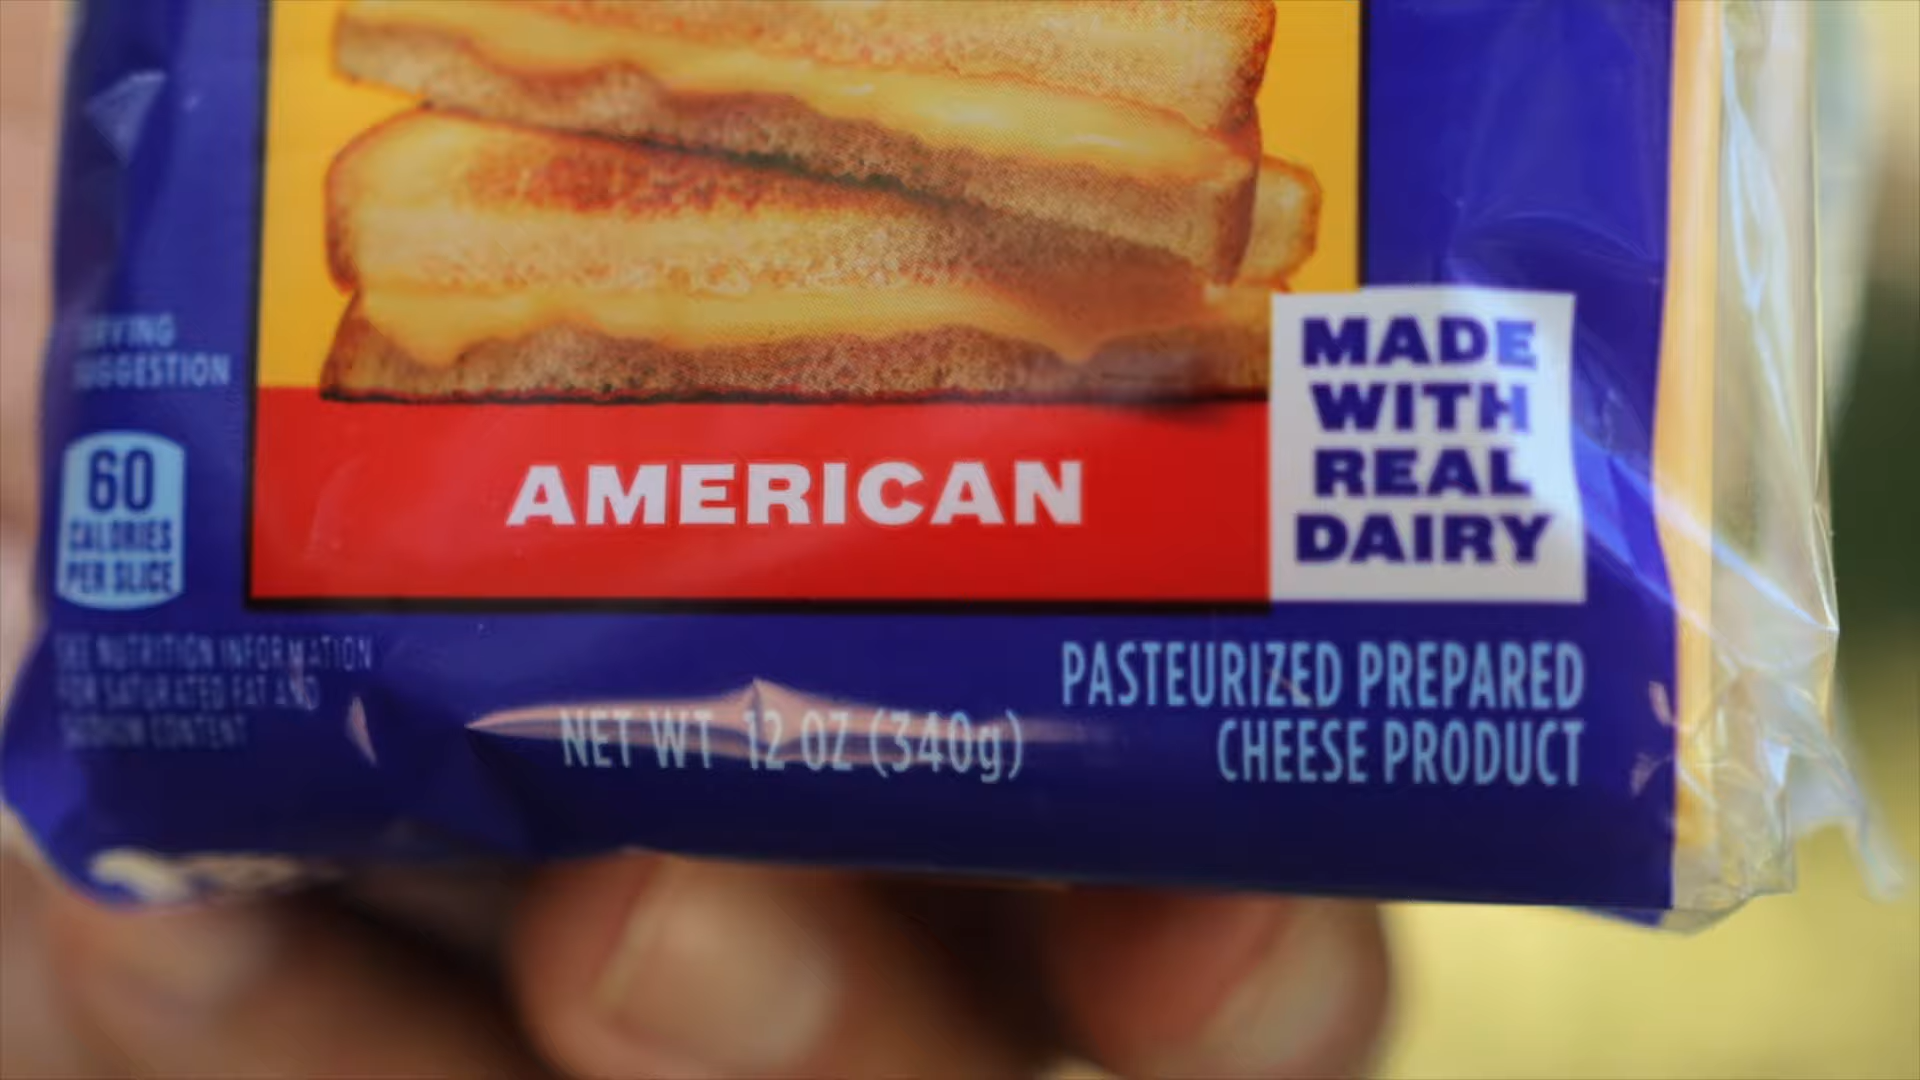 SERVING
SUGGESTION
60
CALORIES
PER SLICE
AMERICAN
MADE
WITH
REAL
DAIRY
SEE NUTRITION INFORMATION
FOR SATURATED FAT AND
SODIUM CONTENT
NET WT 12 OZ (340g)
PASTEURIZED PREPARED
CHEESE PRODUCT